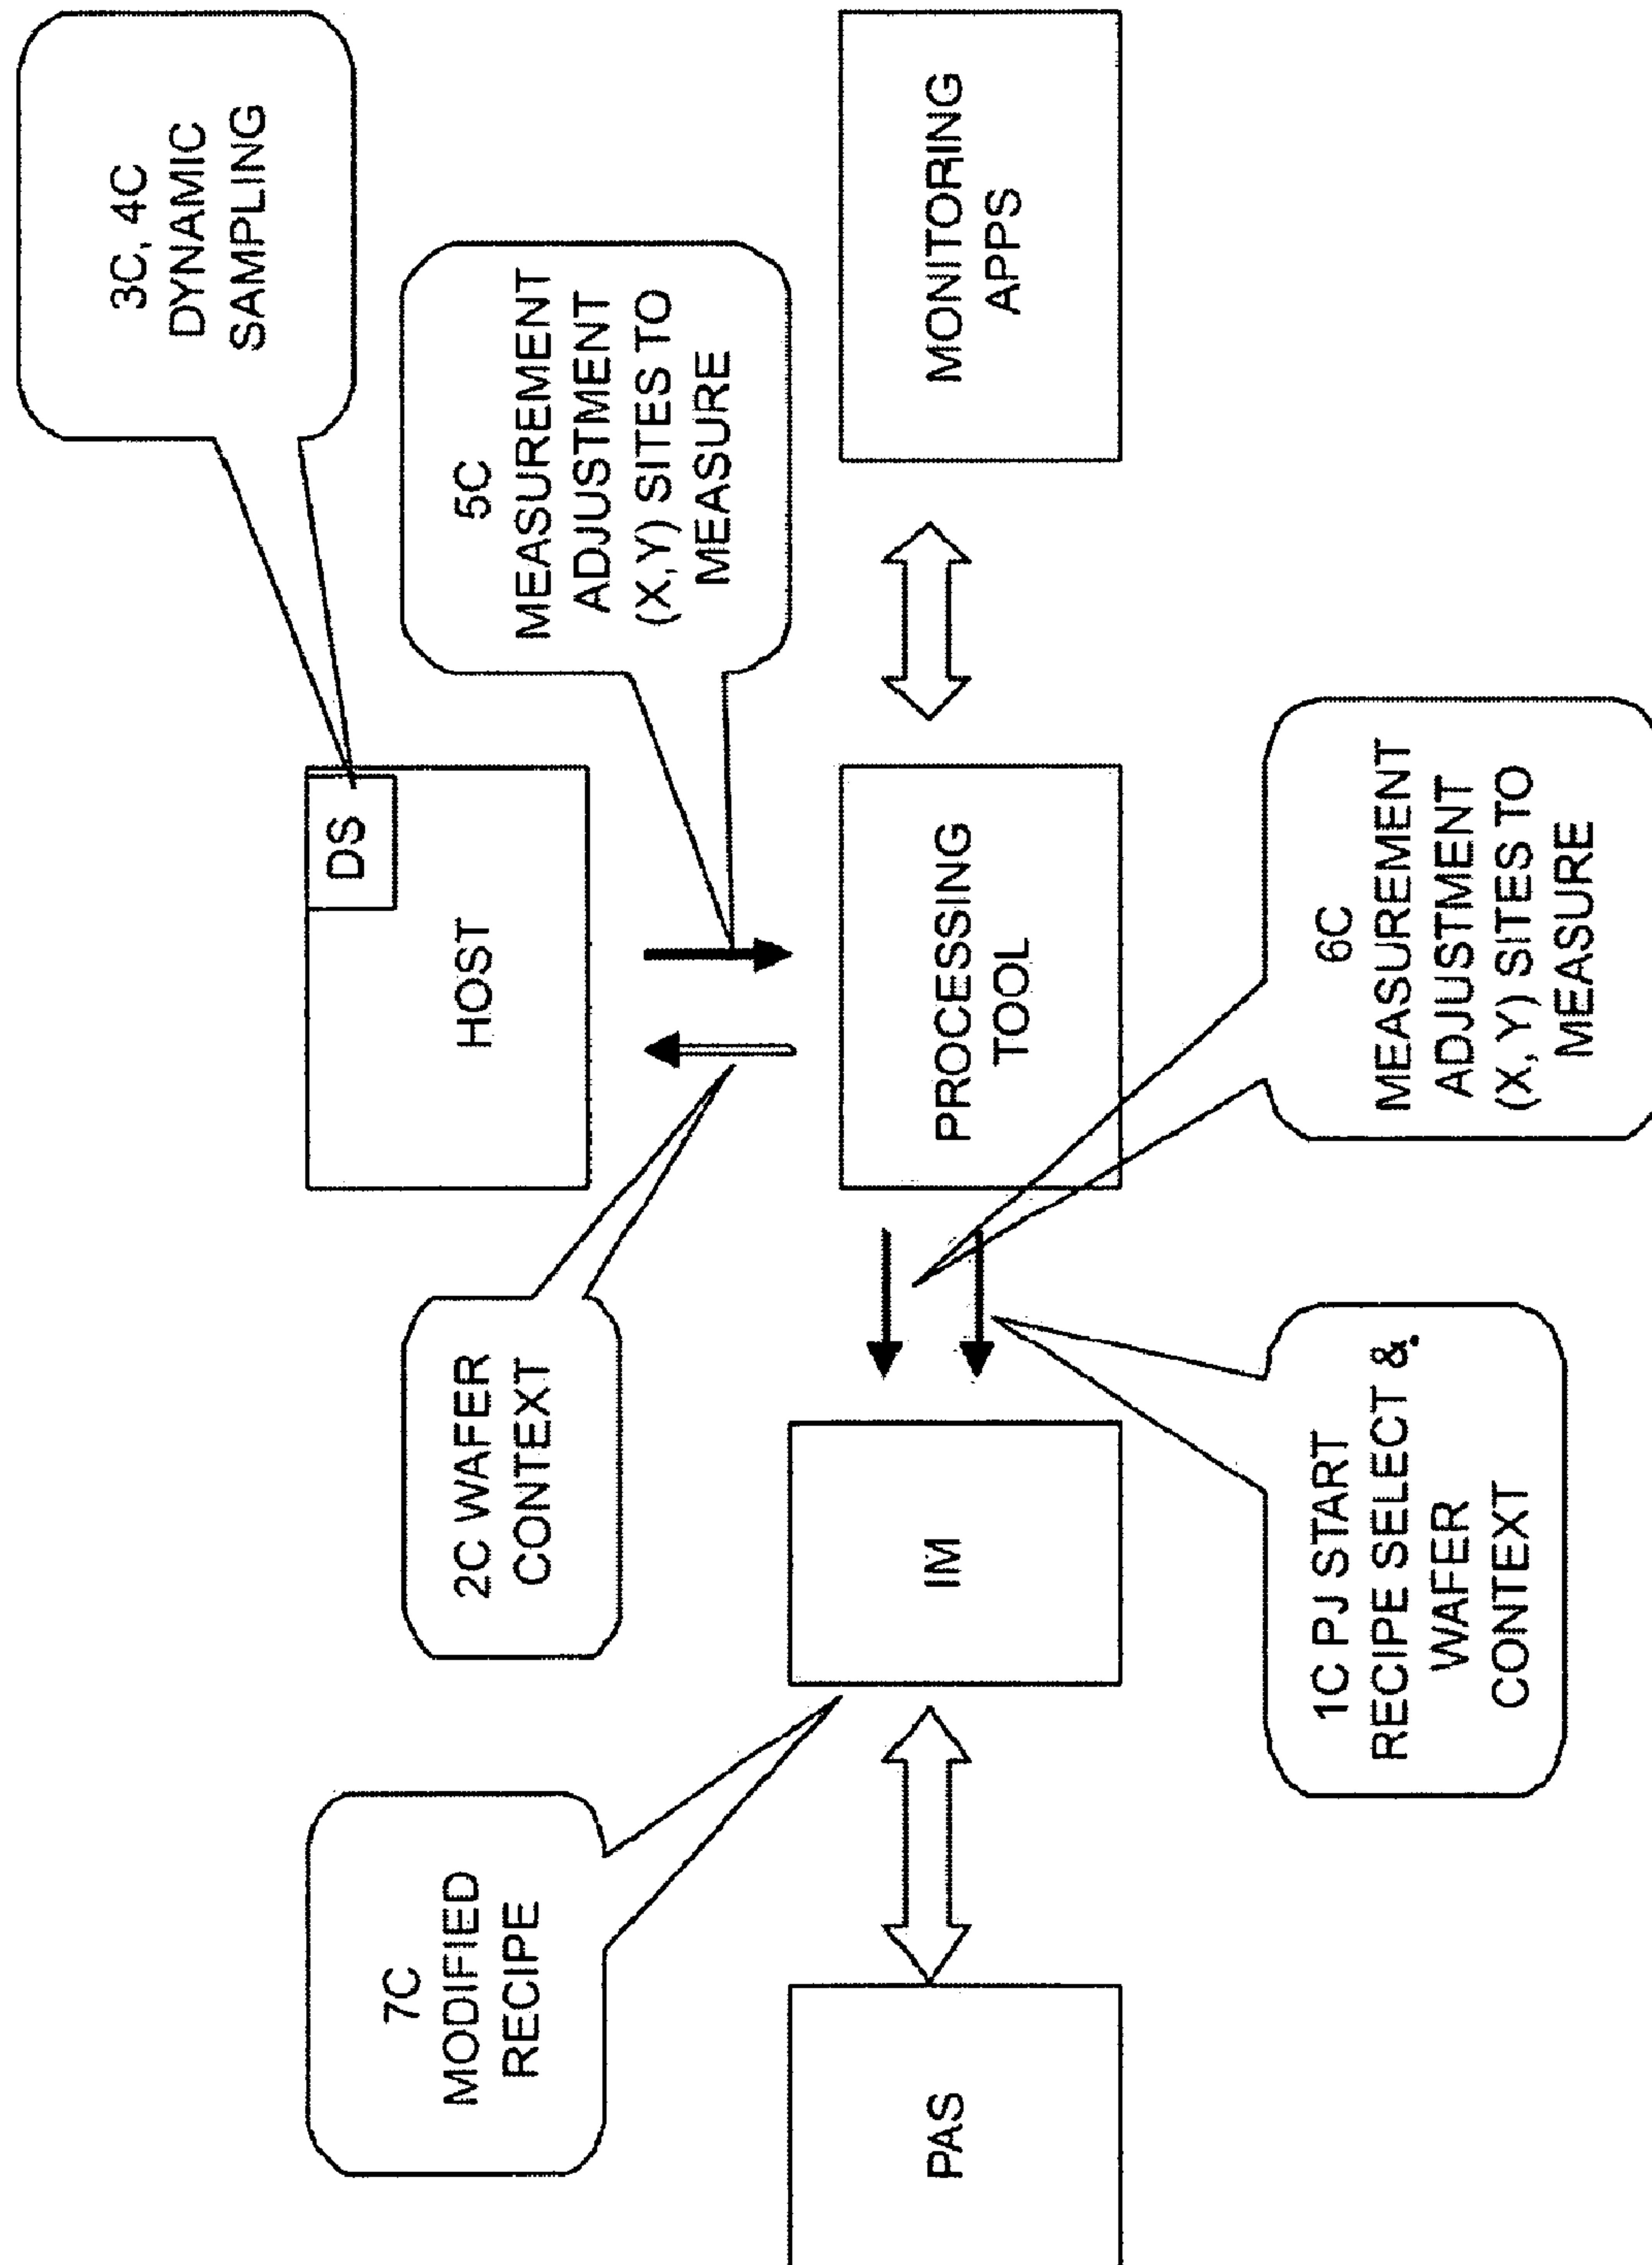 3C, 4C
DYNAMIC
SAMPLING
7C
MODIFIED
RECIPE
DS
HOST
2C WAFER
CONTEXT
5C
MEASUREMENT
ADJUSTMENT
(X,Y) SITES TO
MEASURE
PAS
IM
PROCESSING
TOOL
MONITORING
APPS
1C PJ START
RECIPE SELECT &
WAFER
CONTEXT
6C
MEASUREMENT
ADJUSTMENT
(X, Y) SITES TO
MEASURE